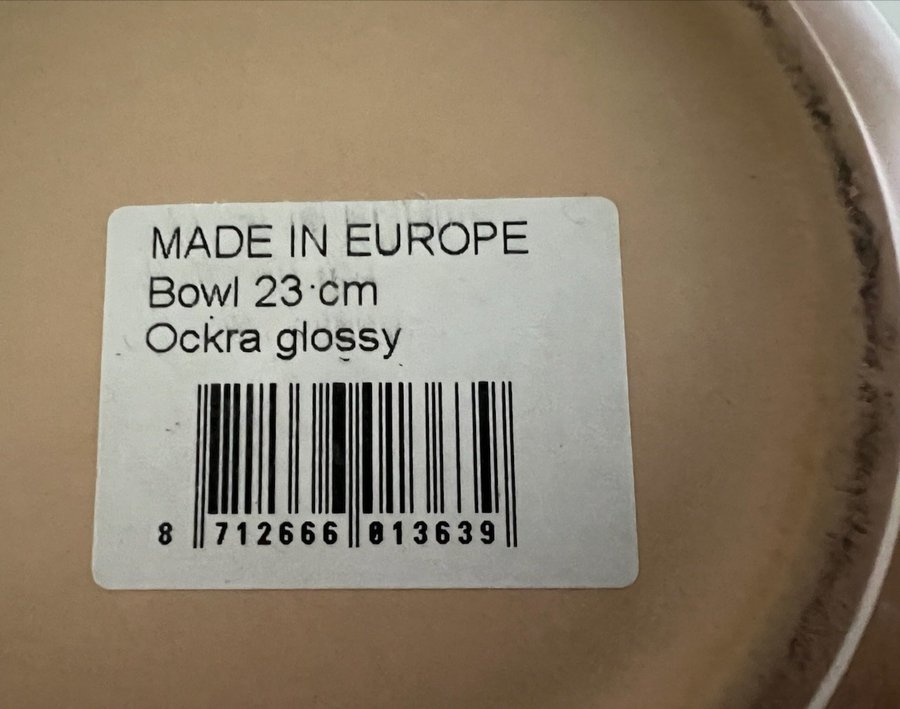 MADE IN EUROPE
Bowl 23 cm
Ockra glossy
8 712666 013639